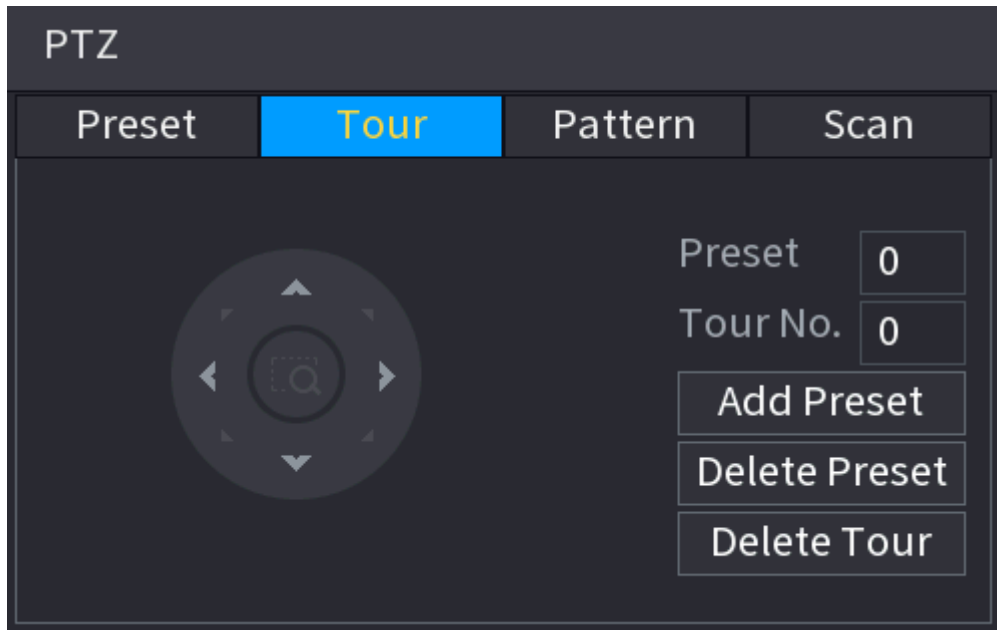 PTZ
Preset Tour Pattern Scan
Preset 0
Tour No. 0
Add Preset
Delete Preset
Delete Tour